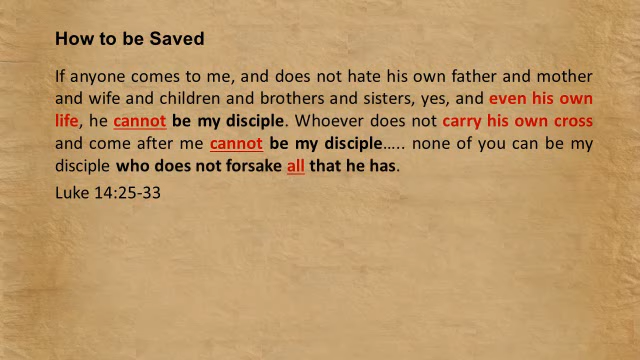 How to be Saved
If anyone comes to me, and does not hate his own father and mother
and wife and children and brothers and sisters, yes, and even his own
life, he cannot be my disciple. Whoever does not carry his own cross
and come after me cannot be my disciple….. none of you can be my
disciple who does not forsake all that he has.
Luke 14:25-33